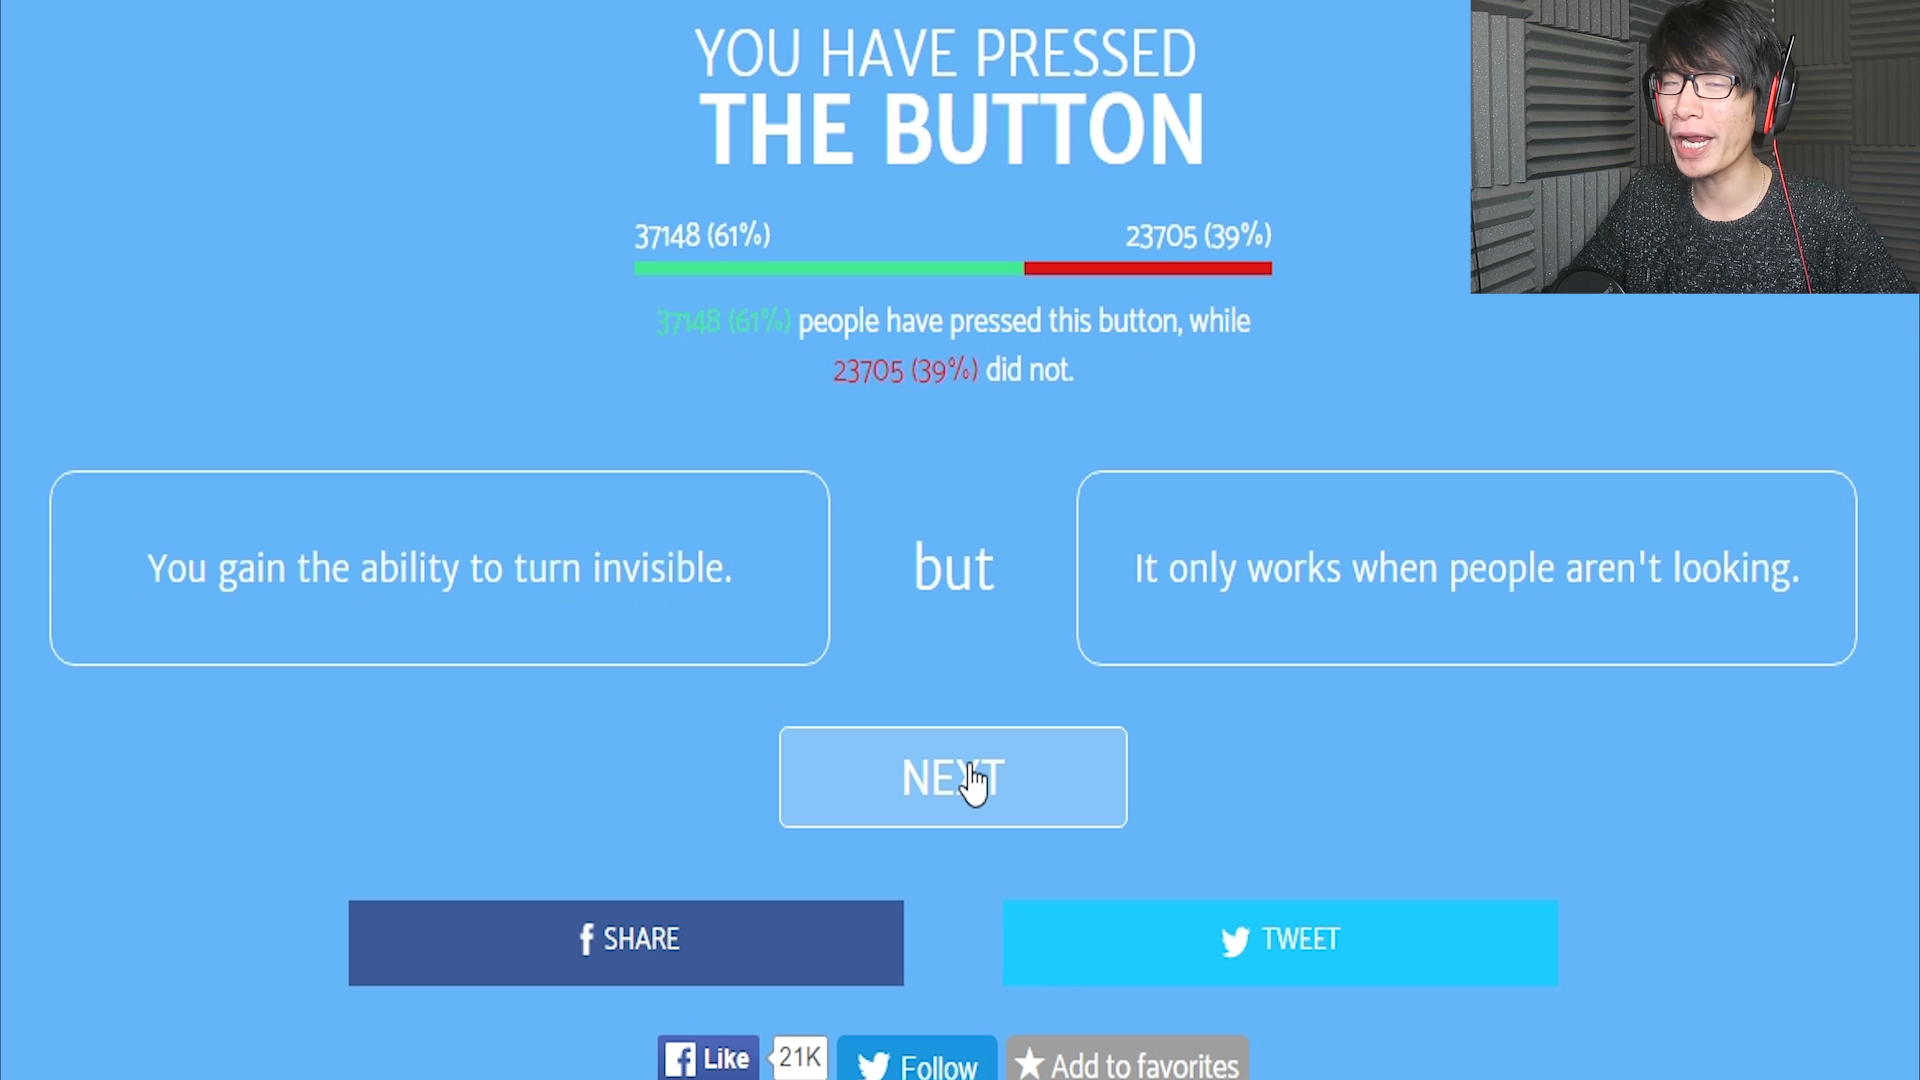 YOU HAVE PRESSED
THE BUTTON
37148 (61%)
23705 (39%)
37148 (61%) people have pressed this button, while
23705 (39%) did not.
You gain the ability to turn invisible.
but
It only works when people aren't looking.
NEXT
SHARE
TWEET
Like
21K
Follow
Add to favorites